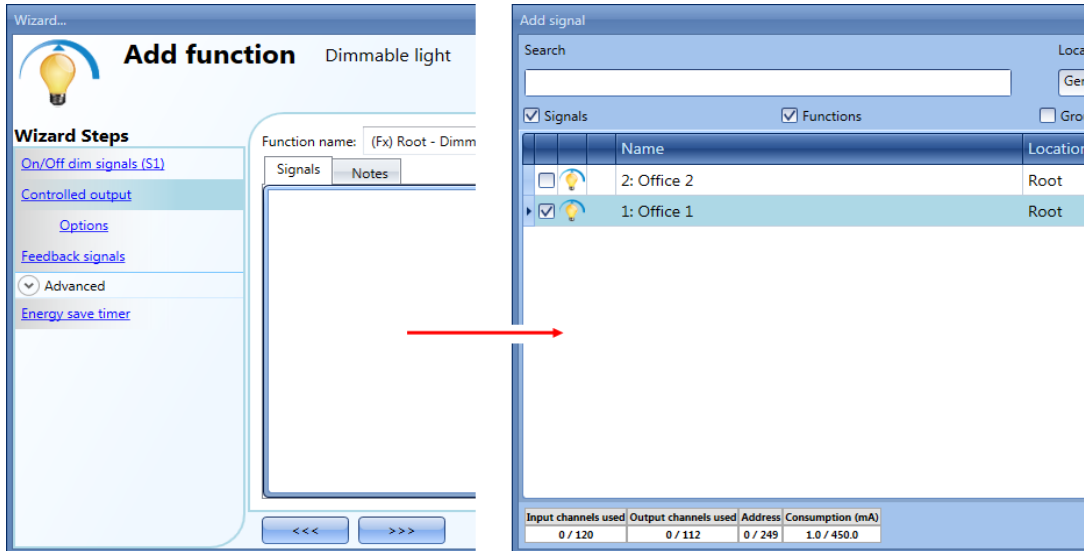 Wizard...
Add function Dimmable light
Wizard Steps
On/Off dim signals (S1)
Controlled output
Options
Feedback signals
Advanced
Energy save timer
Function name: (Fx) Root - Dimm
Signals Notes
<<< >>>
Add signal
Search Loca
Ger
Signals Functions Gro
Name Location
2: Office 2 Root
1: Office 1 Root
Input channels used Output channels used Address Consumption (mA)
0 / 120 0 / 112 0 / 249 1.0 / 450.0